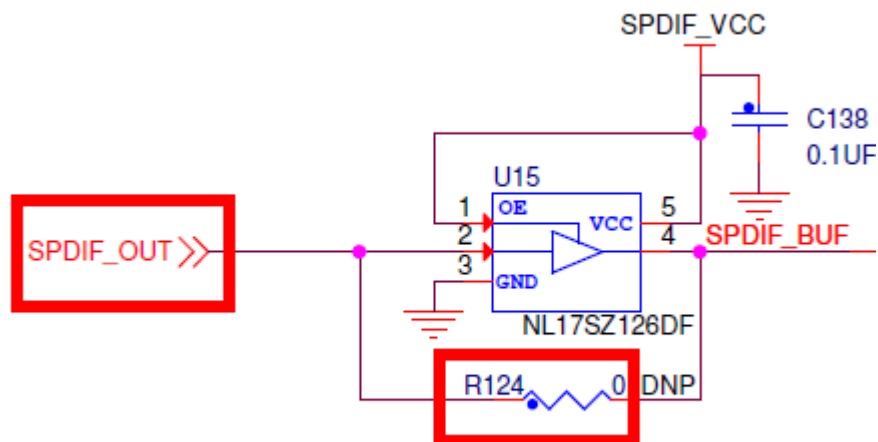 SPDIF_VCC
C138
0.1UF
U15
1
OE
VCC
5
2
4
SPDIF_BUF
SPDIF_OUT
3
GND
NL17SZ126DF
R124
0
DNP